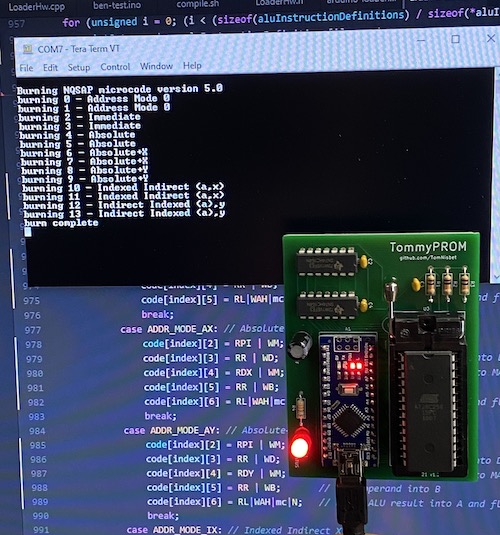 LoaderHw.cpp ben-test.ino compile.sh LoaderHw.h
957 for (unsigned i = 0; (i < (sizeof(aluInstructionDefinitions) / sizeof(*aluI
COM7 - Tera Term VT
File Edit Setup Control Window Help
Burning NQSAP microcode version 5.0
burning 0 - Address Mode 0
burning 1 - Address Mode 0
burning 2 - Immediate
burning 3 - Immediate
burning 4 - Absolute
burning 5 - Absolute
burning 6 - Absolute+X
burning 7 - Absolute+X
burning 8 - Absolute+Y
burning 9 - Absolute+Y
burning 10 - Indexed Indirect (a,x)
burning 11 - Indexed Indirect (a,x)
burning 12 - Indirect Indexed (a),y
burning 13 - Indirect Indexed (a),y
burn complete
TommyPROM
github.com/TomNisbet
code[index][4] = RR | WB;
975 code[index][5] = RL|WAH|mc
976 break;
977 case ADDR_MODE_AX: // Absolute
978 code[index][2] = RPI | WM;
979 code[index][3] = RR | WD;
980 code[index][4] = RDX | WM;
981 code[index][5] = RR | WB;
982 code[index][6] = RL|WAH|mc
983 break;
984 case ADDR_MODE_AY: // Absolute
985 code[index][2] = RPI | WM;
986 code[index][3] = RR | WD;
987 code[index][4] = RDY | WM;
988 code[index][5] = RR | WB; // operand into B
989 code[index][6] = RL|WAH|mc|N; // ALU result into A and fl
990 break;
991 case ADDR_MODE_IX: // Indexed Indirect X